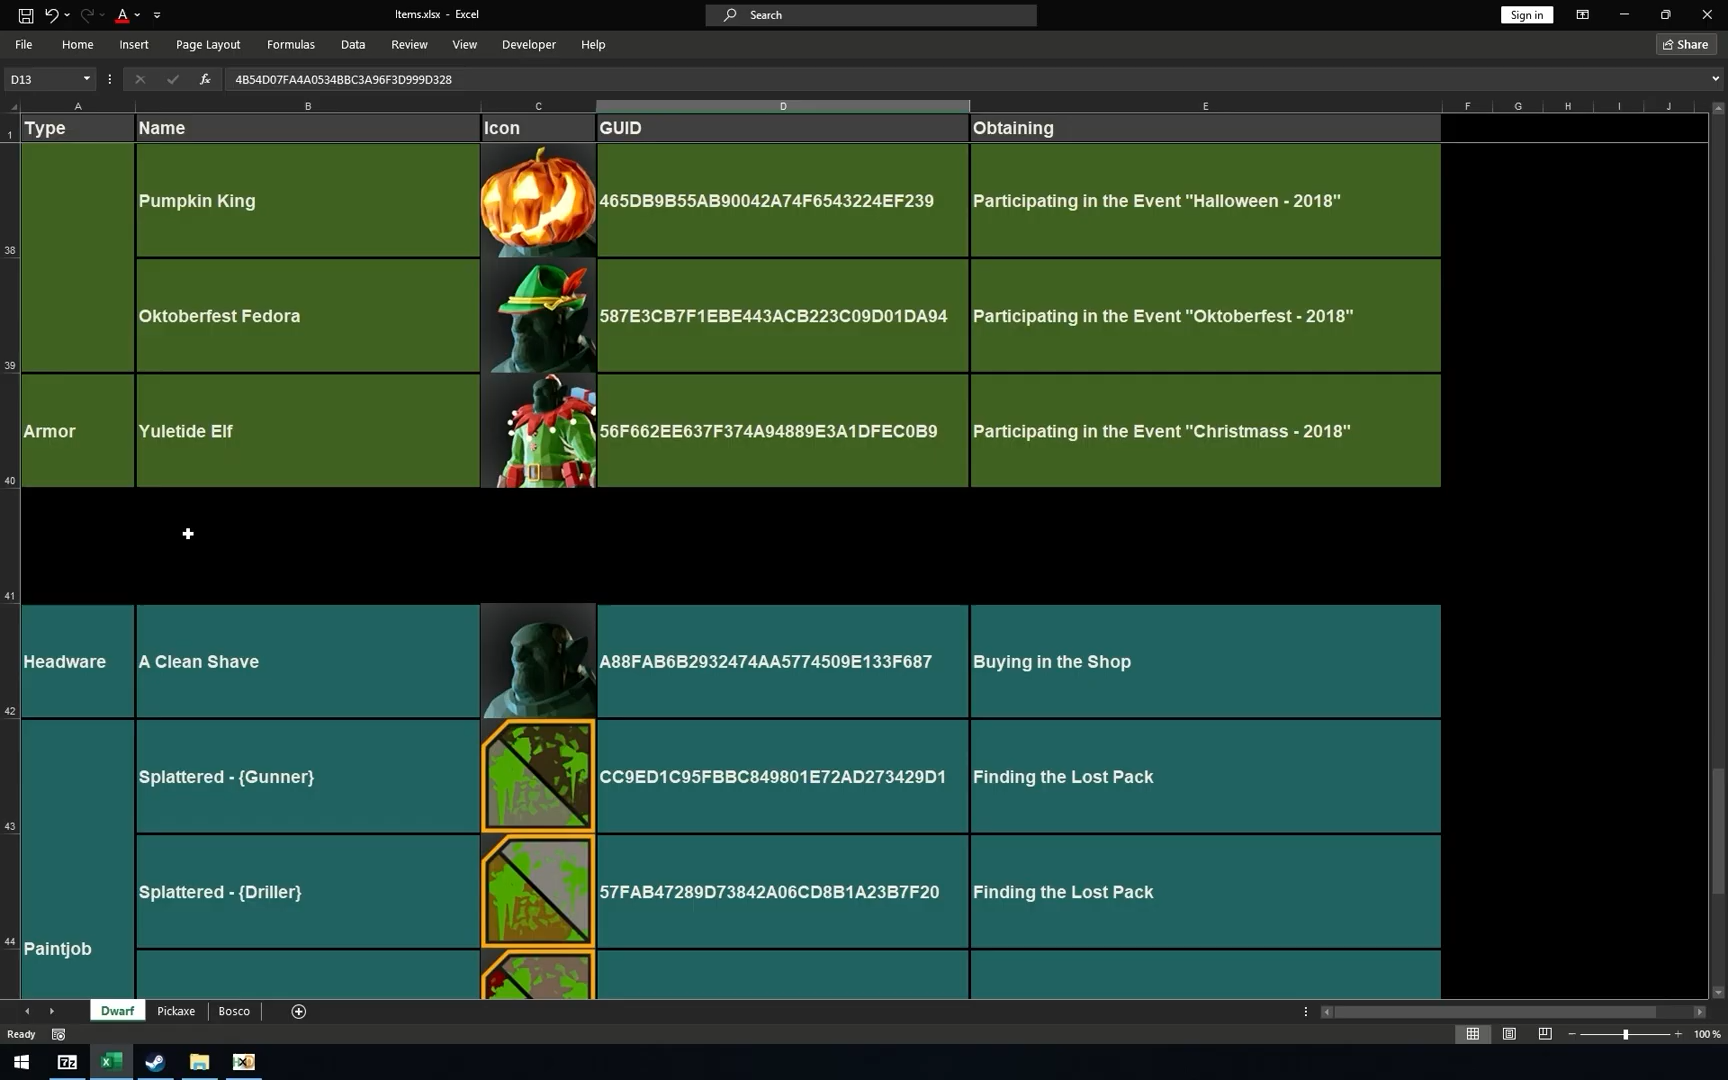 Items.xlsx - Excel
Search
Sign in
File Home Insert Page Layout Formulas Data Review View Developer Help
Share
D13
fx
4B54D07FA4A0534BBC3A96F3D999D328
A B C D E F G H I J
1 Type Name Icon GUID Obtaining
Pumpkin King 465DB9B55AB90042A74F6543224EF239 Participating in the Event "Halloween - 2018"
38
Oktoberfest Fedora 587E3CB7F1EBE443ACB223C09D01DA94 Participating in the Event "Oktoberfest - 2018"
39
Armor Yuletide Elf 56F662EE637F374A94889E3A1DFEC0B9 Participating in the Event "Christmass - 2018"
40
41
Headware A Clean Shave A88FAB6B2932474AA5774509E133F687 Buying in the Shop
42
Splattered - {Gunner} CC9ED1C95FBBC849801E72AD273429D1 Finding the Lost Pack
43
Splattered - {Driller} 57FAB47289D73842A06CD8B1A23B7F20 Finding the Lost Pack
44
Paintjob
Dwarf Pickaxe Bosco
Ready
100 %
7z